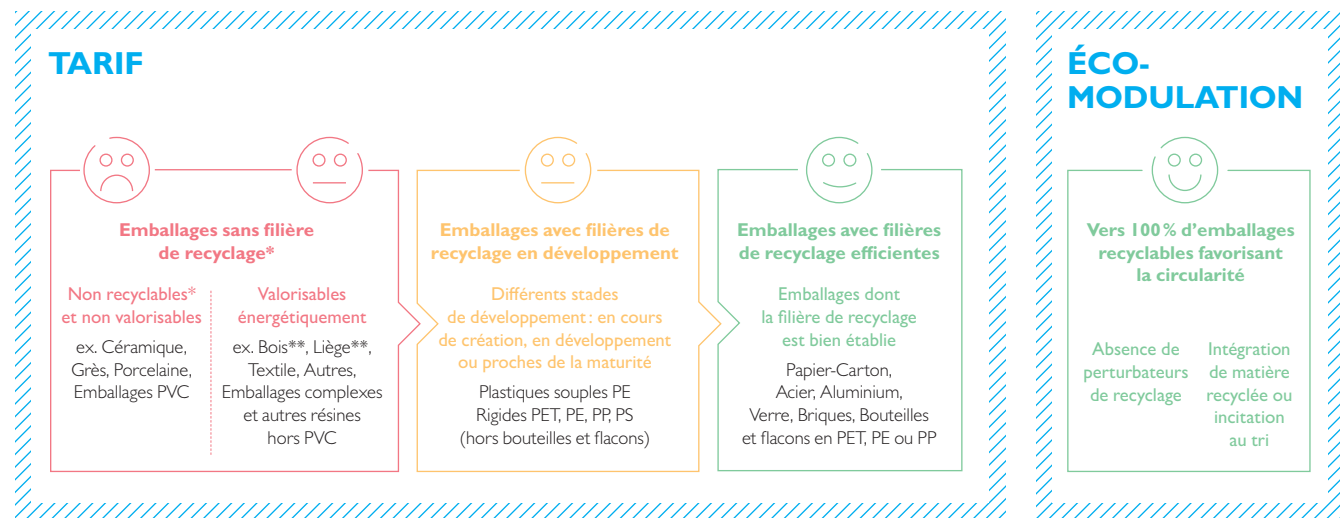 TARIF
Emballages sans filière
de recyclage*
Non recyclables*
et non valorisables
ex. Céramique,
Grès, Porcelaine,
Emballages PVC
Valorisables
énergétiquement
ex. Bois**, Liège**,
Textile, Autres,
Emballages complexes
et autres résines
hors PVC
Emballages avec filières de
recyclage en développement
Différents stades
de développement : en cours
de création, en développement
ou proches de la maturité
Plastiques souples PE
Rigides PET, PE, PP, PS
(hors bouteilles et flacons)
Emballages avec filières
de recyclage efficientes
Emballages dont
la filière de recyclage
est bien établie
Papier-Carton,
Acier, Aluminium,
Verre, Briques, Bouteilles
et flacons en PET, PE ou PP
ÉCO-
MODULATION
Vers 100 % d'emballages
recyclables favorisant
la circularité
Absence de
perturbateurs
de recyclage
Intégration
de matière
recyclée ou
incitation
au tri